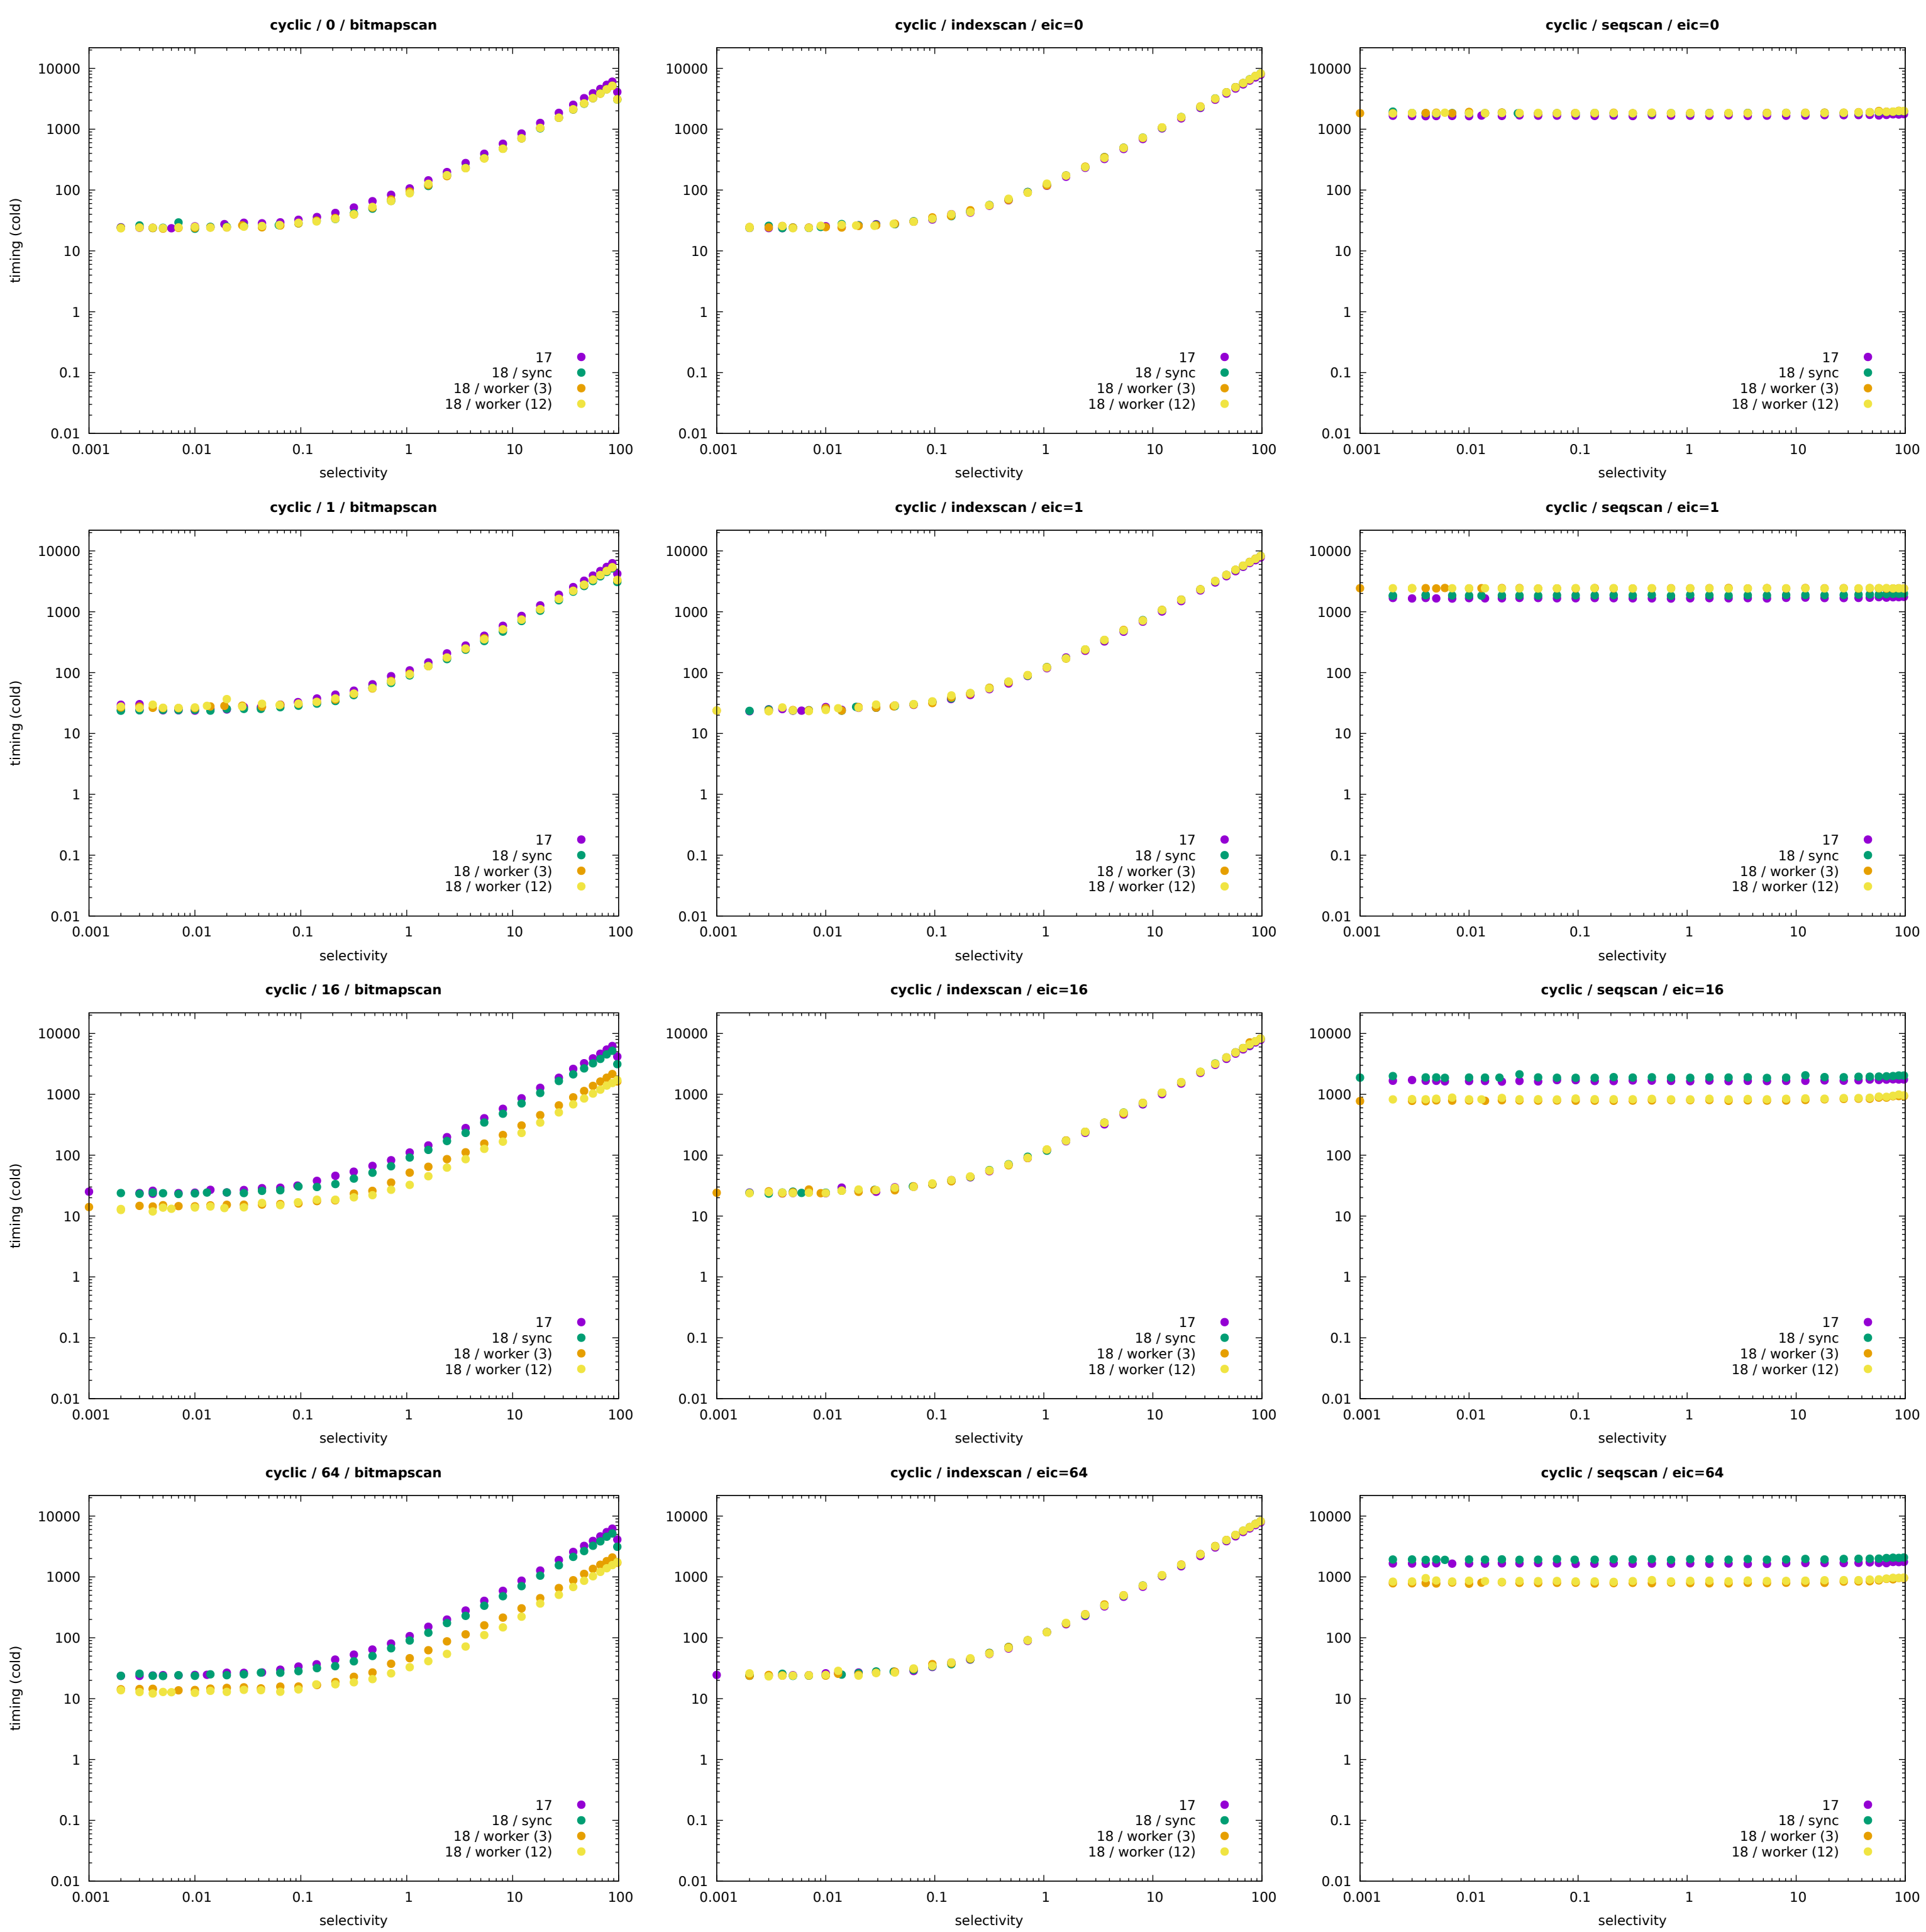 cyclic / 0 / bitmapscan
timing (cold)
10000
1000
100
10
1
0.1
0.01
17
18 / sync
18 / worker (3)
18 / worker (12)
0.001 0.01 0.1 1 10 100
selectivity
cyclic / indexscan / eic=0
10000
1000
100
10
1
0.1
0.01
17
18 / sync
18 / worker (3)
18 / worker (12)
0.001 0.01 0.1 1 10 100
selectivity
cyclic / seqscan / eic=0
10000
1000
100
10
1
0.1
0.01
17
18 / sync
18 / worker (3)
18 / worker (12)
0.001 0.01 0.1 1 10 100
selectivity
cyclic / 1 / bitmapscan
timing (cold)
10000
1000
100
10
1
0.1
0.01
17
18 / sync
18 / worker (3)
18 / worker (12)
0.001 0.01 0.1 1 10 100
selectivity
cyclic / indexscan / eic=1
10000
1000
100
10
1
0.1
0.01
17
18 / sync
18 / worker (3)
18 / worker (12)
0.001 0.01 0.1 1 10 100
selectivity
cyclic / seqscan / eic=1
10000
1000
100
10
1
0.1
0.01
17
18 / sync
18 / worker (3)
18 / worker (12)
0.001 0.01 0.1 1 10 100
selectivity
cyclic / 16 / bitmapscan
timing (cold)
10000
1000
100
10
1
0.1
0.01
17
18 / sync
18 / worker (3)
18 / worker (12)
0.001 0.01 0.1 1 10 100
selectivity
cyclic / indexscan / eic=16
10000
1000
100
10
1
0.1
0.01
17
18 / sync
18 / worker (3)
18 / worker (12)
0.001 0.01 0.1 1 10 100
selectivity
cyclic / seqscan / eic=16
10000
1000
100
10
1
0.1
0.01
17
18 / sync
18 / worker (3)
18 / worker (12)
0.001 0.01 0.1 1 10 100
selectivity
cyclic / 64 / bitmapscan
timing (cold)
10000
1000
100
10
1
0.1
0.01
17
18 / sync
18 / worker (3)
18 / worker (12)
0.001 0.01 0.1 1 10 100
selectivity
cyclic / indexscan / eic=64
10000
1000
100
10
1
0.1
0.01
17
18 / sync
18 / worker (3)
18 / worker (12)
0.001 0.01 0.1 1 10 100
selectivity
cyclic / seqscan / eic=64
10000
1000
100
10
1
0.1
0.01
17
18 / sync
18 / worker (3)
18 / worker (12)
0.001 0.01 0.1 1 10 100
selectivity